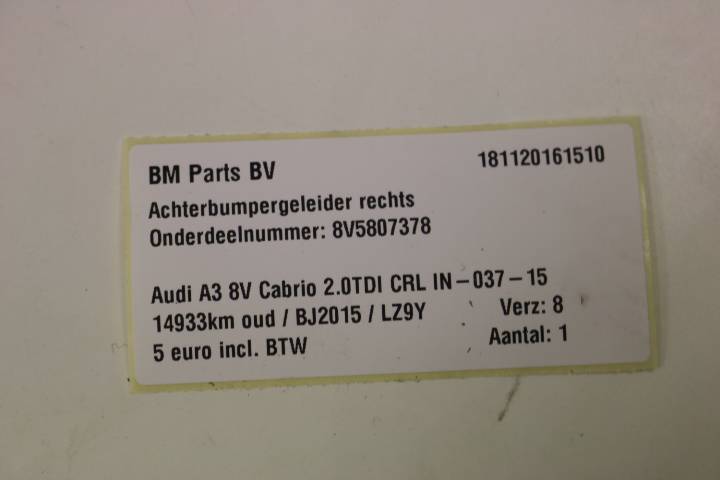 BM Parts BV 181120161510
Achterbumpergeleider rechts
Onderdeelnummer: 8V5807378
Audi A3 8V Cabrio 2.0TDI CRL IN-037-15
14933km oud / BJ2015 / LZ9Y Verz: 8
5 euro incl. BTW Aantal: 1